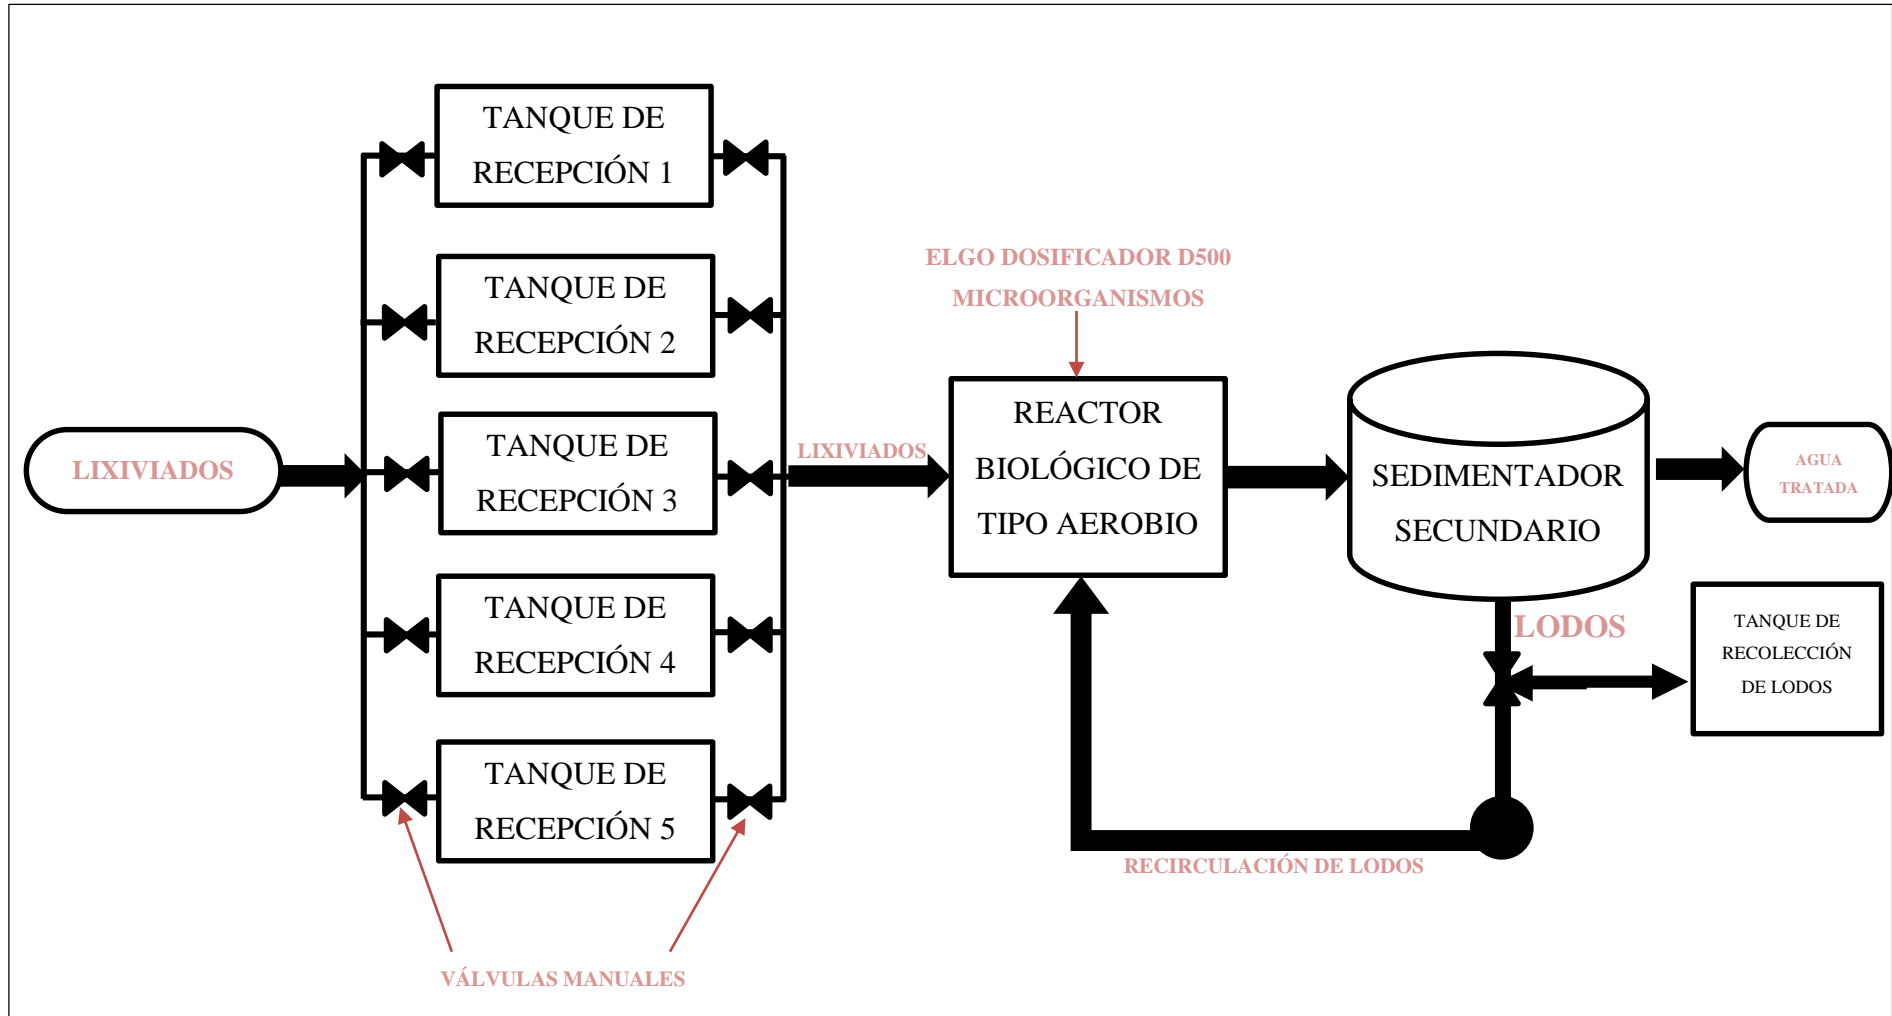 TANQUE DE
RECEPCIÓN 1
TANQUE DE
RECEPCIÓN 2
TANQUE DE
RECEPCIÓN 3
TANQUE DE
RECEPCIÓN 4
TANQUE DE
RECEPCIÓN 5
LIXIVIADOS
VÁLVULAS MANUALES
LIXIVIADOS
ELGO DOSIFICADOR D500
MICROORGANISMOS
REACTOR
BIOLÓGICO DE
TIPO AEROBIO
SEDIMENTADOR
SECUNDARIO
AGUA
TRATADA
LODOS
TANQUE DE
RECOLECCIÓN
DE LODOS
RECIRCULACIÓN DE LODOS